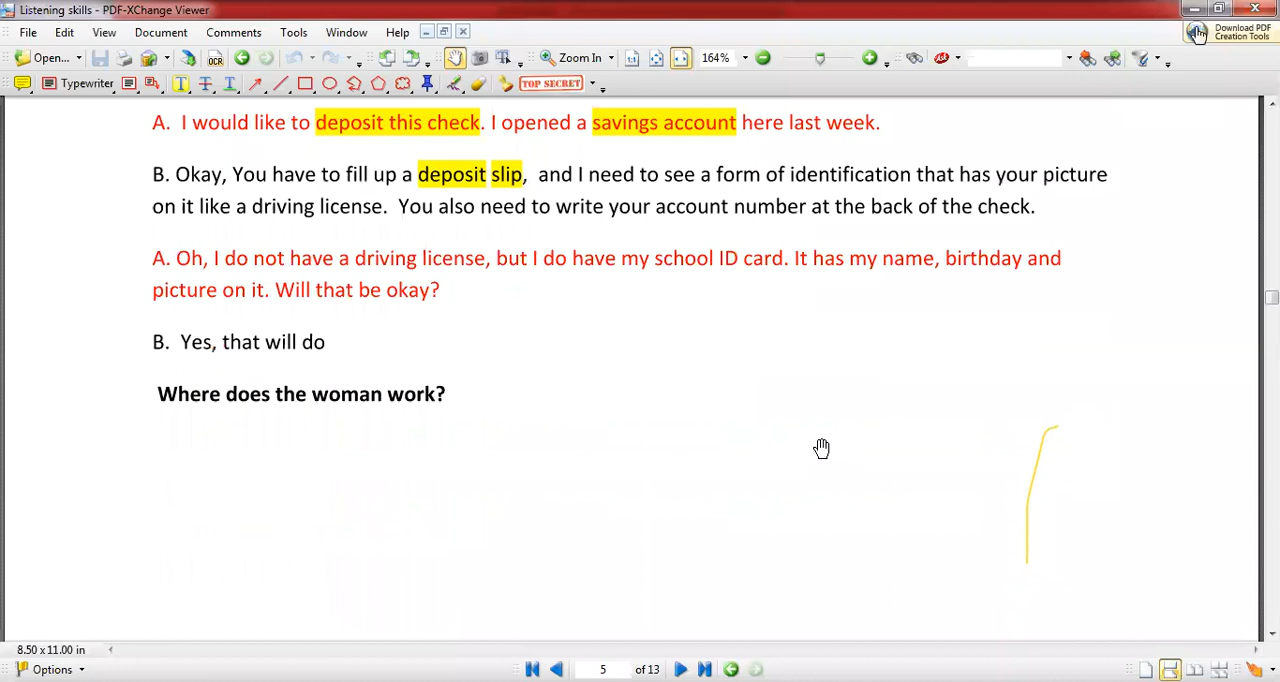 Listening skills - PDF-XChange Viewer
File Edit View Document Comments Tools Window Help
Download PDF
Creation Tools
Open... OCR Zoom In 164%
Typewriter T T T TOP SECRET
A. I would like to deposit this check. I opened a savings account here last week.
B. Okay, You have to fill up a deposit slip, and I need to see a form of identification that has your picture
on it like a driving license. You also need to write your account number at the back of the check.
A. Oh, I do not have a driving license, but I do have my school ID card. It has my name, birthday and
picture on it. Will that be okay?
B. Yes, that will do
Where does the woman work?
8.50 x 11.00 in
Options 5 of 13